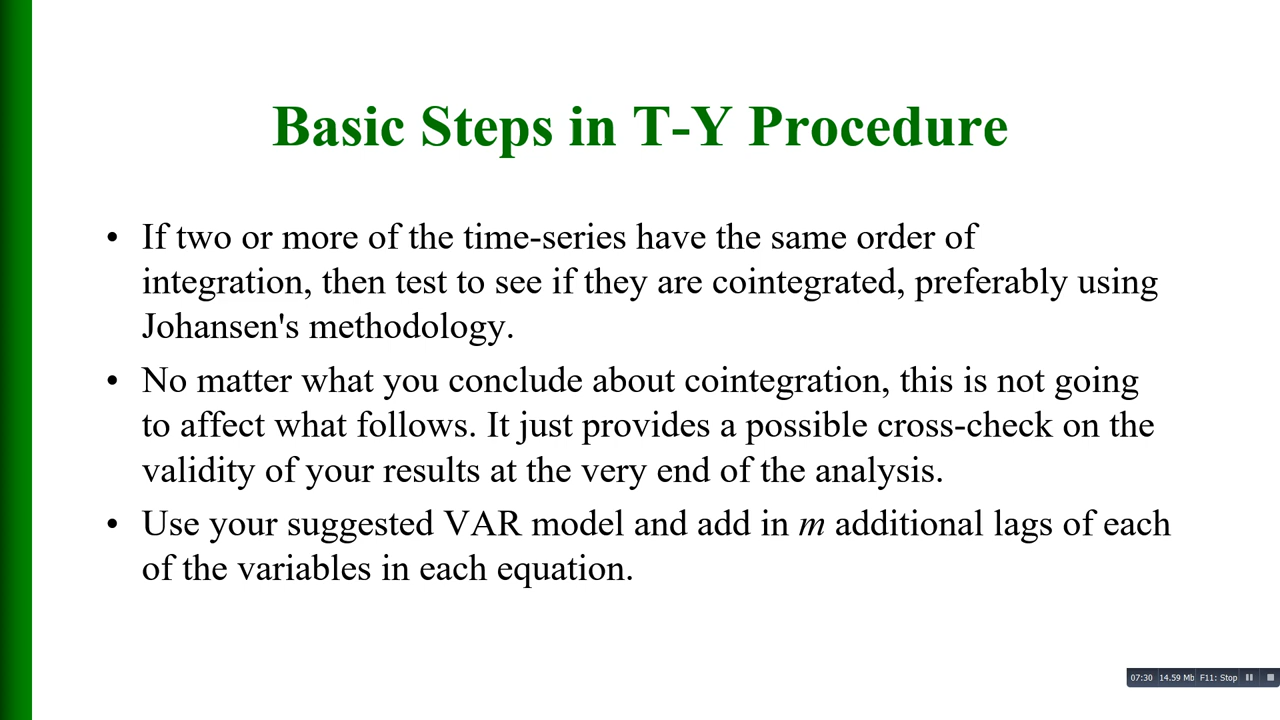 Basic Steps in T-Y Procedure
• If two or more of the time-series have the same order of
integration, then test to see if they are cointegrated, preferably using
Johansen's methodology.
• No matter what you conclude about cointegration, this is not going
to affect what follows. It just provides a possible cross-check on the
validity of your results at the very end of the analysis.
• Use your suggested VAR model and add in m additional lags of each
of the variables in each equation.
07:30 14.59 Mb F11: Stop